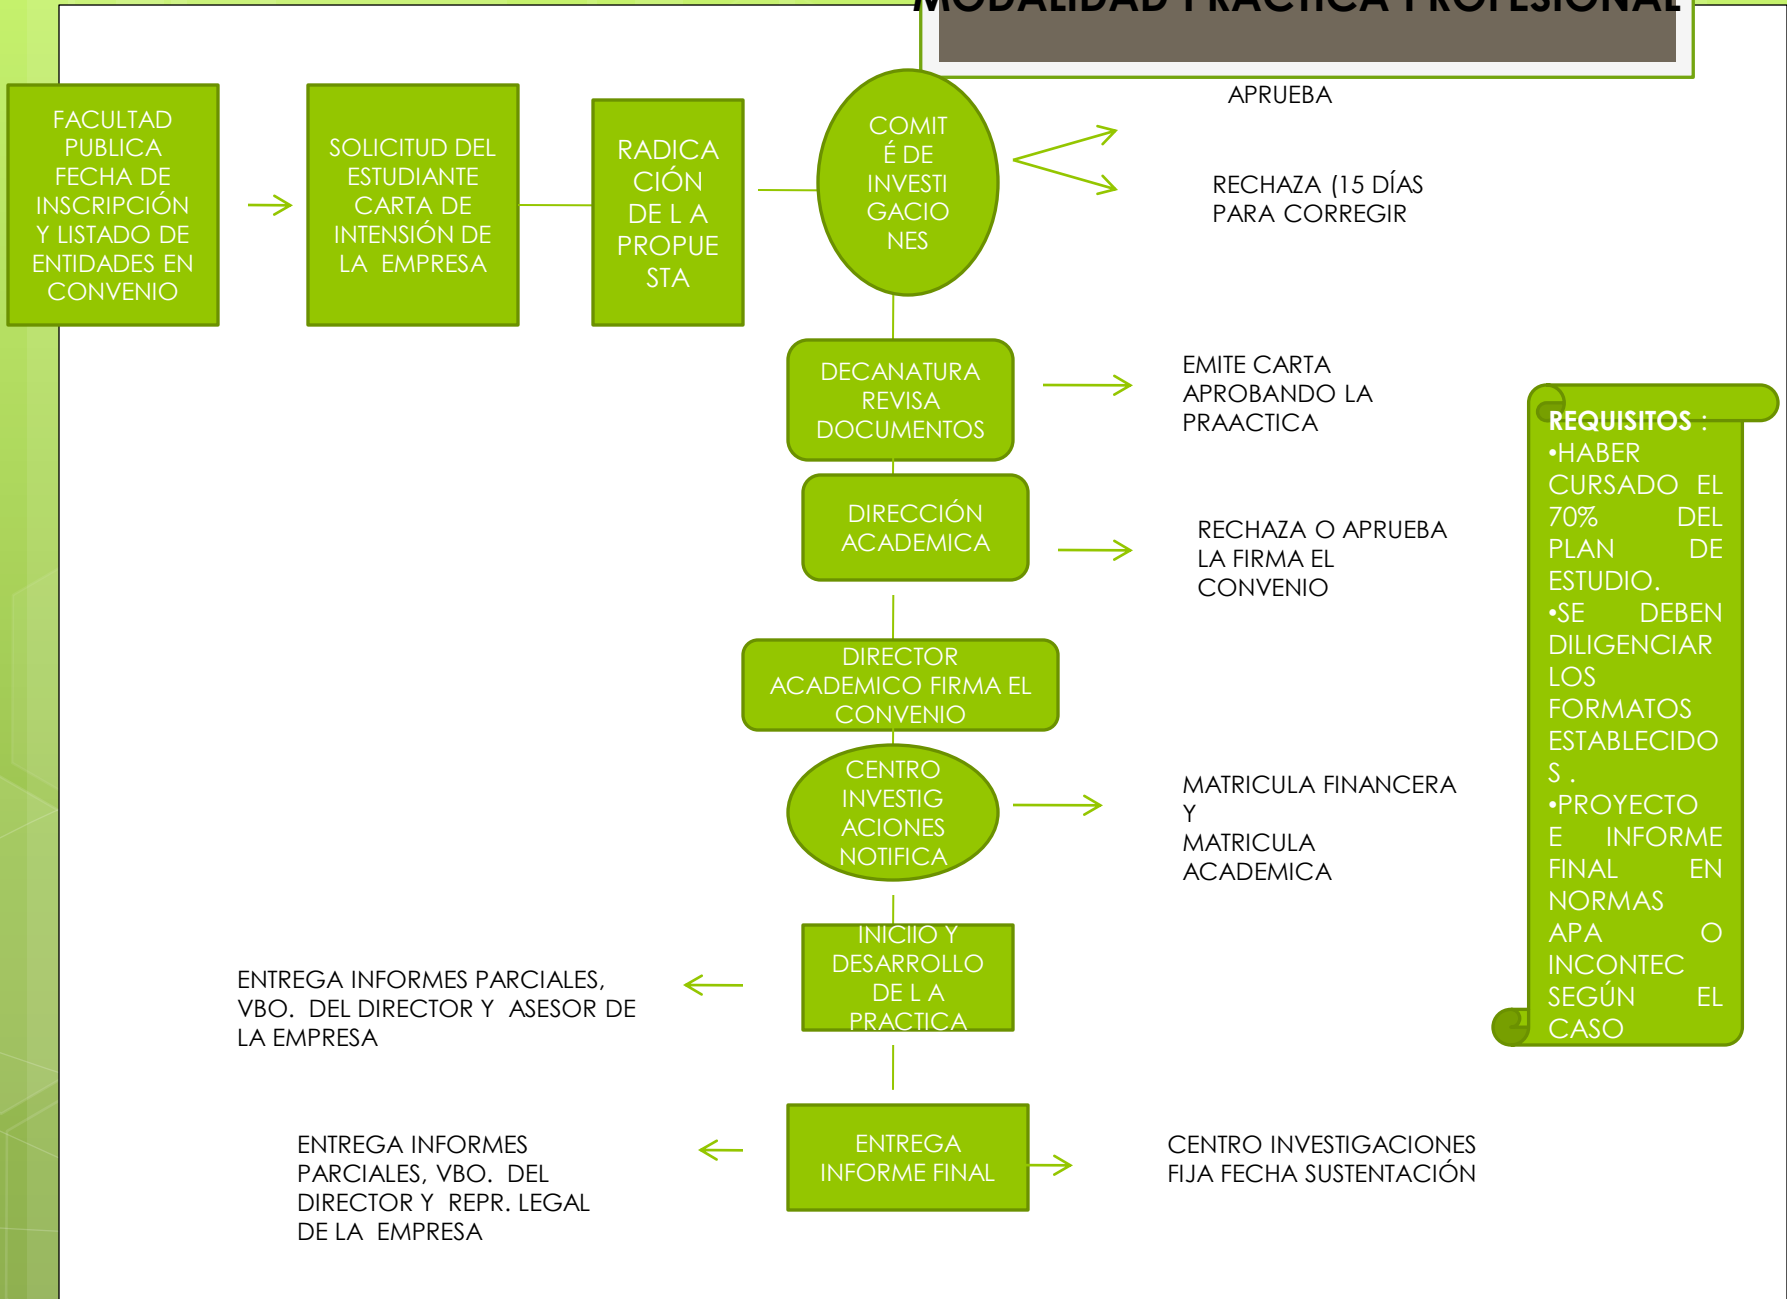 MODALIDAD PRACTICA PROFESIONAL
FACULTAD
PUBLICA
FECHA DE
INSCRIPCIÓN
Y LISTADO DE
ENTIDADES EN
CONVENIO
SOLICITUD DEL
ESTUDIANTE
CARTA DE
INTENSIÓN DE
LA EMPRESA
RADICA
CIÓN
DE L A
PROPUE
STA
COMIT
É DE
INVESTI
GACIO
NES
APRUEBA
RECHAZA (15 DÍAS
PARA CORREGIR
DECANATURA
REVISA
DOCUMENTOS
EMITE CARTA
APROBANDO LA
PRAACTICA
DIRECCIÓN
ACADEMICA
RECHAZA O APRUEBA
LA FIRMA EL
CONVENIO
DIRECTOR
ACADEMICO FIRMA EL
CONVENIO
CENTRO
INVESTIG
ACIONES
NOTIFICA
MATRICULA FINANCERA
Y
MATRICULA
ACADEMICA
INICIIO Y
DESARROLLO
DE L A
PRACTICA
ENTREGA INFORMES PARCIALES,
VBO. DEL DIRECTOR Y ASESOR DE
LA EMPRESA
ENTREGA
INFORME FINAL
ENTREGA INFORMES
PARCIALES, VBO. DEL
DIRECTOR Y REPR. LEGAL
DE LA EMPRESA
CENTRO INVESTIGACIONES
FIJA FECHA SUSTENTACIÓN
REQUISITOS :
•HABER
CURSADO EL
70% DEL
PLAN DE
ESTUDIO.
•SE DEBEN
DILIGENCIAR
LOS
FORMATOS
ESTABLECIDO
S .
•PROYECTO
E INFORME
FINAL EN
NORMAS
APA O
INCONTEC
SEGÚN EL
CASO